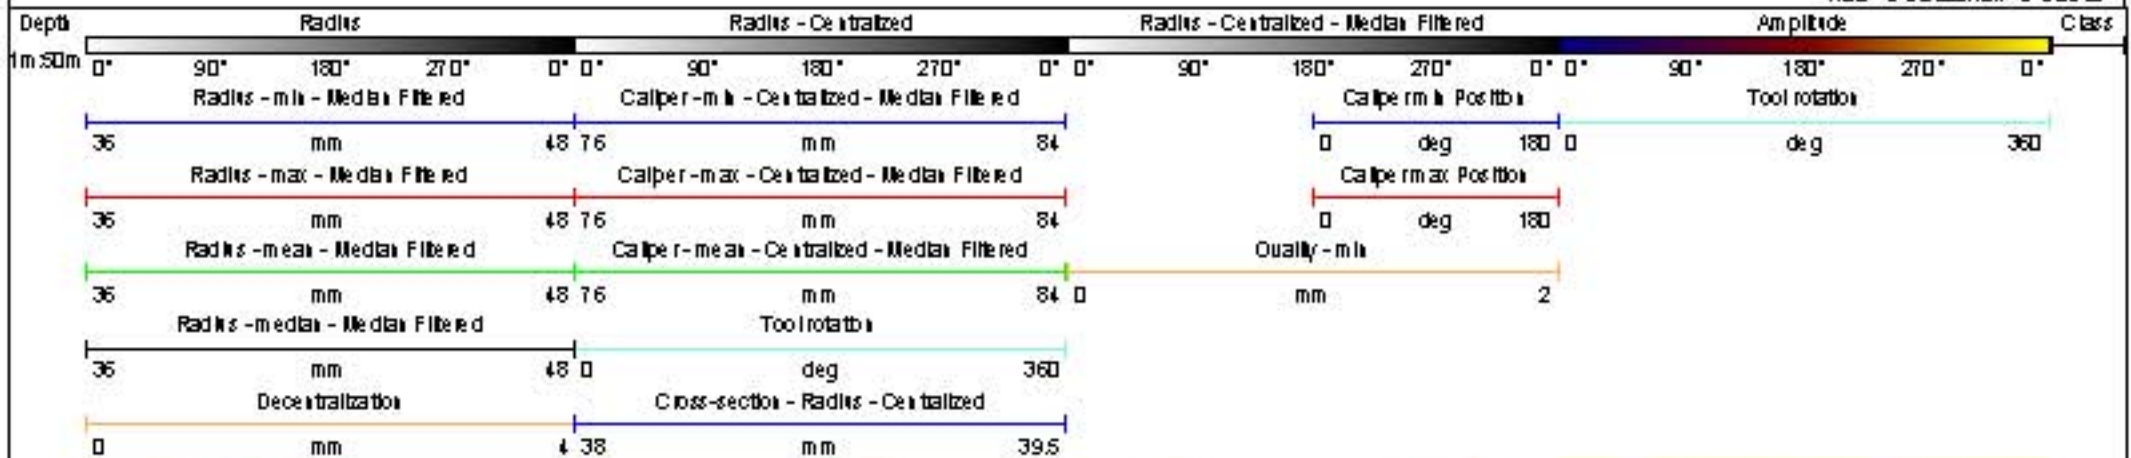 Depth Radius Radius - Centralized Radius - Centralized - Median Filtered Amplitude Class
1m:50m 0° 90° 180° 270° 0° 0° 90° 180° 270° 0° 0° 90° 180° 270° 0° 0° 90° 180° 270° 0°
Radius - min - Median Filtered Caliper - min - Centralized - Median Filtered Caliper min Position Tool rotation
36 mm 48 76 mm 84 0 deg 180 0 deg 360
Radius - max - Median Filtered Caliper - max - Centralized - Median Filtered Caliper max Position
36 mm 48 76 mm 84 0 deg 180
Radius - mean - Median Filtered Caliper - mean - Centralized - Median Filtered Quality - min
36 mm 48 76 mm 84 0 mm 2
Radius - median - Median Filtered Tool rotation
36 mm 48 0 deg 360
Decentralization Cross-section - Radius - Centralized
0 mm 4 38 mm 39.5